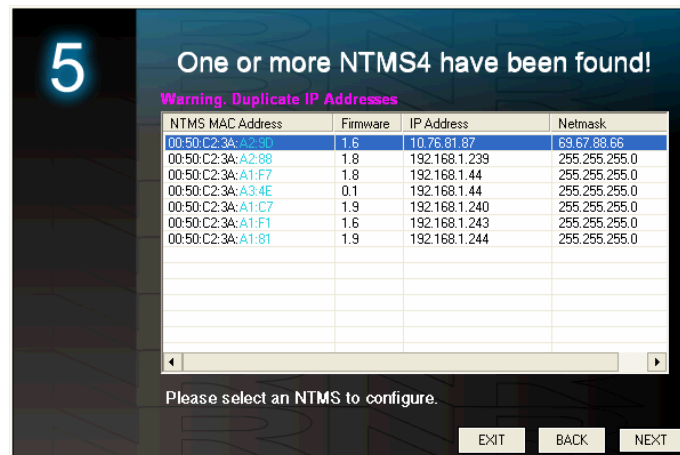 5
One or more NTMS4 have been found!
Warning. Duplicate IP Addresses
NTMS MAC Address Firmware IP Address Netmask
00:50:C2:3A:A2:9D 1.6 10.76.81.87 69.67.88.66
00:50:C2:3A:A2:88 1.8 192.168.1.239 255.255.255.0
00:50:C2:3A:A1:F7 1.8 192.168.1.44 255.255.255.0
00:50:C2:3A:A3:4E 0.1 192.168.1.44 255.255.255.0
00:50:C2:3A:A1:C7 1.9 192.168.1.240 255.255.255.0
00:50:C2:3A:A1:F1 1.6 192.168.1.243 255.255.255.0
00:50:C2:3A:A1:81 1.9 192.168.1.244 255.255.255.0
Please select an NTMS to configure.
EXIT BACK NEXT